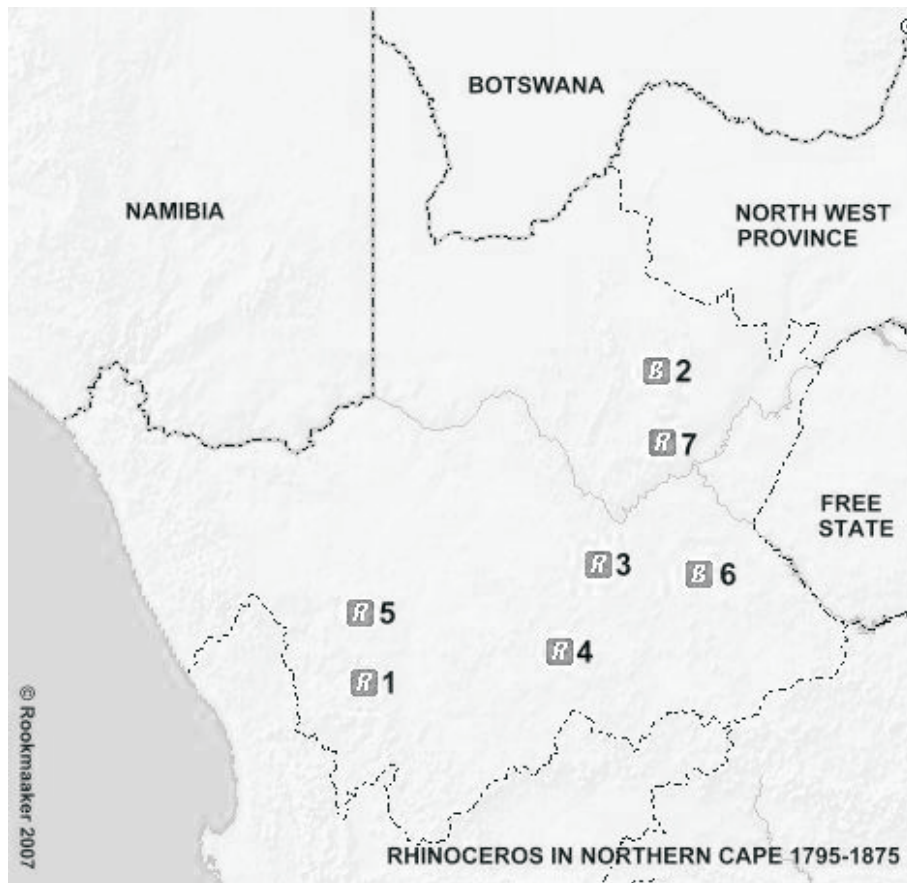 BOTSWANA
NAMIBIA
NORTH WEST
PROVINCE
B 2
R 7
FREE
STATE
R 3
B 6
R 5
R 4
R 1
© Rookmaaker 2007
RHINOCEROS IN NORTHERN CAPE 1795-1875